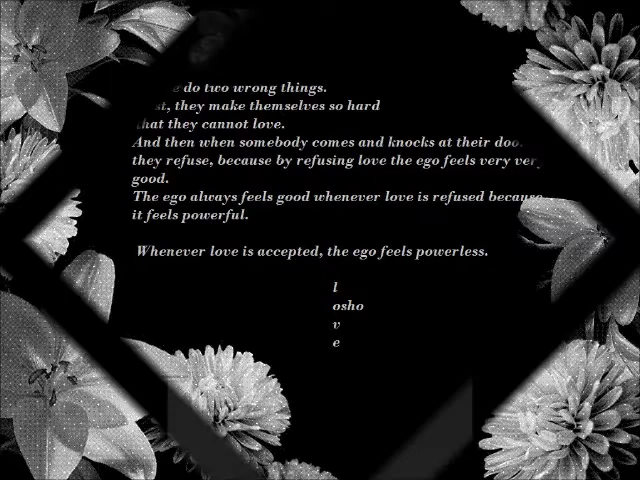 do two wrong things.
they make themselves so hard
that they cannot love.
And then when somebody comes and knocks at their
they refuse, because by refusing love the ego feels very very
good.
The ego always feels good whenever love is refused because
it feels powerful.
Whenever love is accepted, the ego feels powerless.
l
osho
v
e